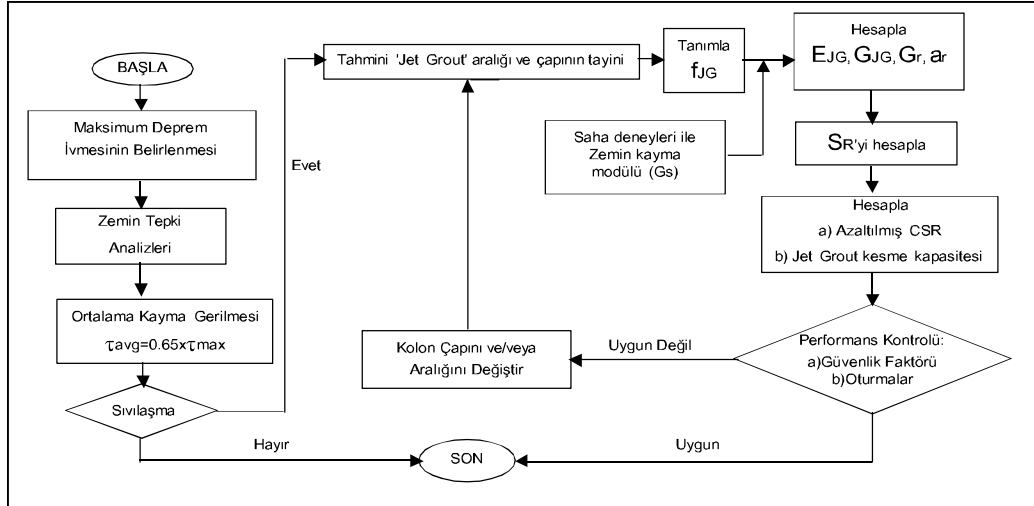 BAŞLA
Maksimum Deprem
İvmesinin Belirlenmesi
Zemin Tepki
Analizleri
Ortalama Kayma Gerilmesi
τavg=0.65xτmax
Sıvılaşma
Evet
Hayır
Tahmini 'Jet Grout' aralığı ve çapının tayini
Tanımla
fJG
Saha deneyleri ile
Zemin kayma
modülü (Gs)
Hesapla
EJG, GJG, Gr, ar
SR'yi hesapla
Hesapla
a) Azaltılmış CSR
b) Jet Grout kesme kapasitesi
Performans Kontrolü:
a)Güvenlik Faktörü
b)Oturmalar
Uygun Değil
Kolon Çapını ve/veya
Aralığını Değiştir
Uygun
SON